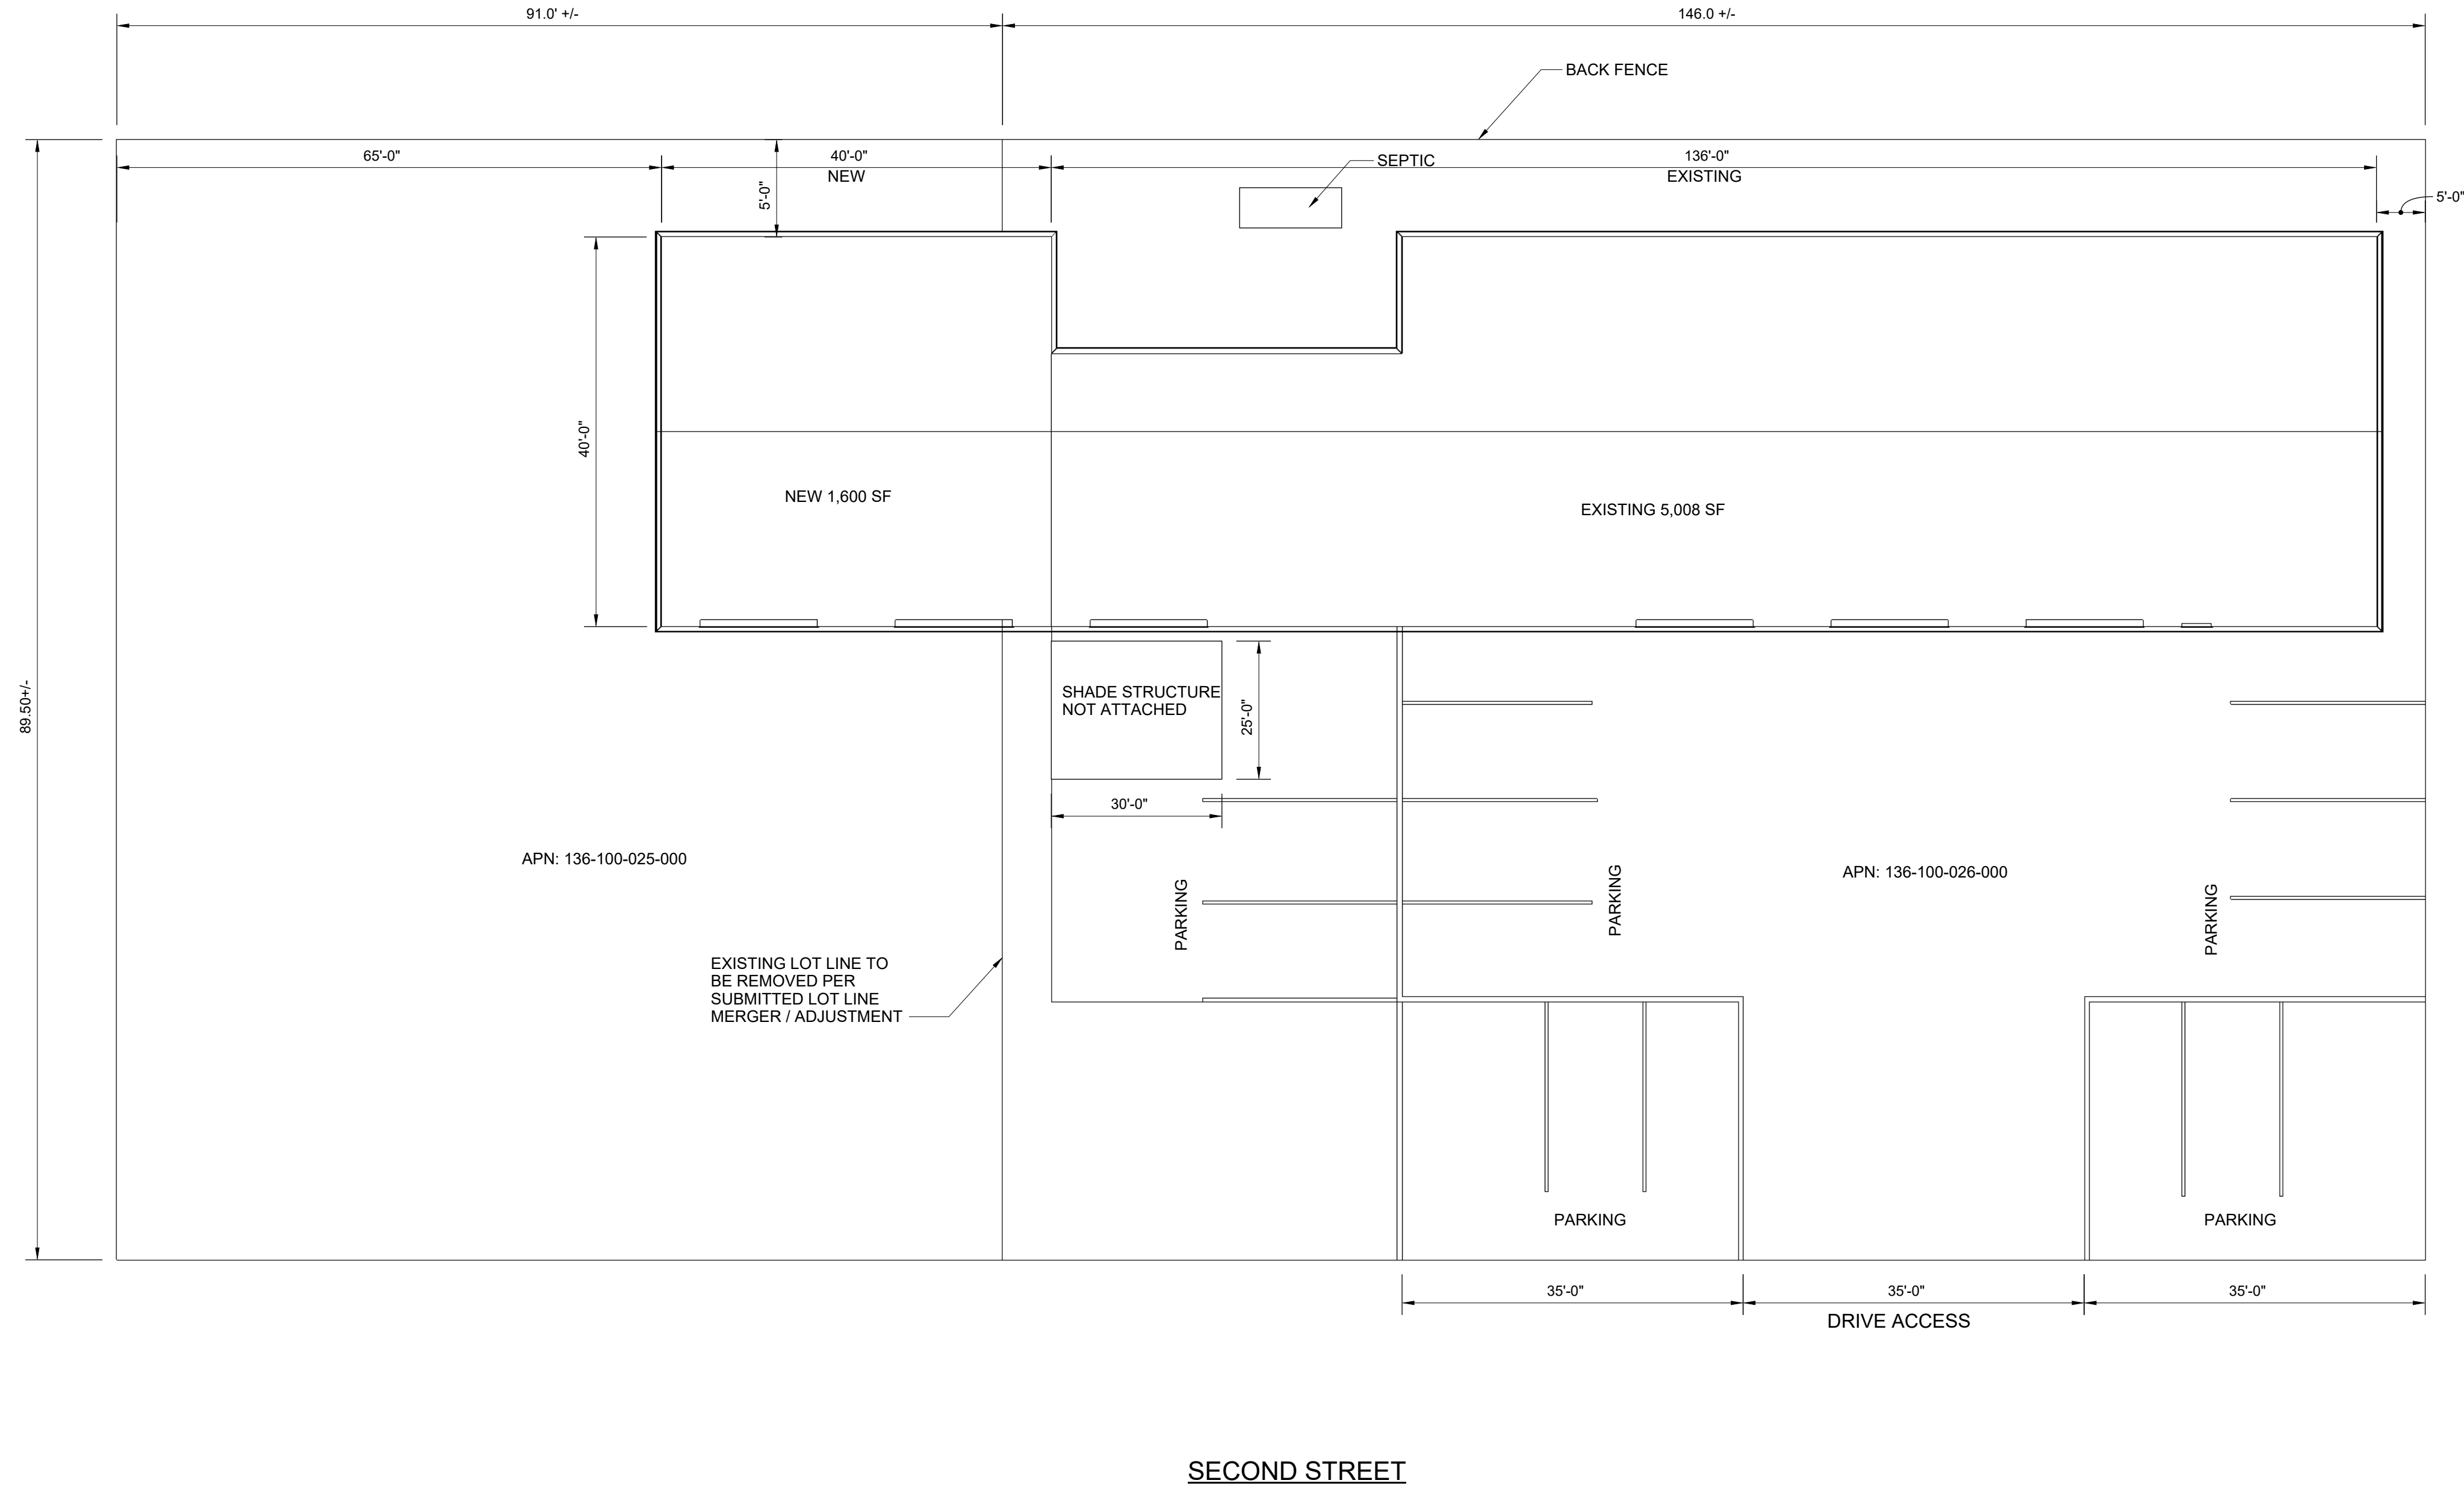 91.0' +/-
146.0 +/-
BACK FENCE
65'-0"
40'-0"
NEW
SEPTIC
136'-0"
EXISTING
5'-0"
5'-0"
40'-0"
NEW 1,600 SF
EXISTING 5,008 SF
89.50+/-
SHADE STRUCTURE
NOT ATTACHED
25'-0"
30'-0"
APN: 136-100-025-000
APN: 136-100-026-000
PARKING
PARKING
PARKING
EXISTING LOT LINE TO
BE REMOVED PER
SUBMITTED LOT LINE
MERGER / ADJUSTMENT
PARKING
PARKING
35'-0"
35'-0"
35'-0"
DRIVE ACCESS
SECOND STREET